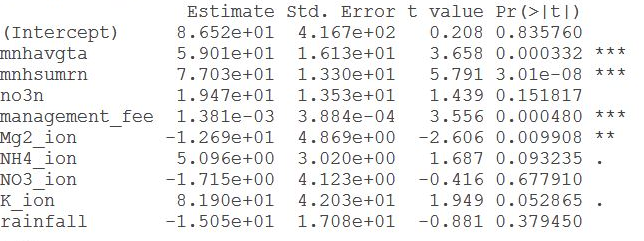 Estimate Std. Error t value Pr(>|t|)
(Intercept) 8.652e+01 4.167e+02 0.208 0.835760
mnhavgta 5.901e+01 1.613e+01 3.658 0.000332 ***
mnhsumrn 7.703e+01 1.330e+01 5.791 3.01e-08 ***
no3n 1.947e+01 1.353e+01 1.439 0.151817
management_fee 1.381e-03 3.884e-04 3.556 0.000480 ***
Mg2_ion -1.269e+01 4.869e+00 -2.606 0.009908 **
NH4_ion 5.096e+00 3.020e+00 1.687 0.093235 .
NO3_ion -1.715e+00 4.123e+00 -0.416 0.677910
K_ion 8.190e+01 4.203e+01 1.949 0.052865 .
rainfall -1.505e+01 1.708e+01 -0.881 0.379450